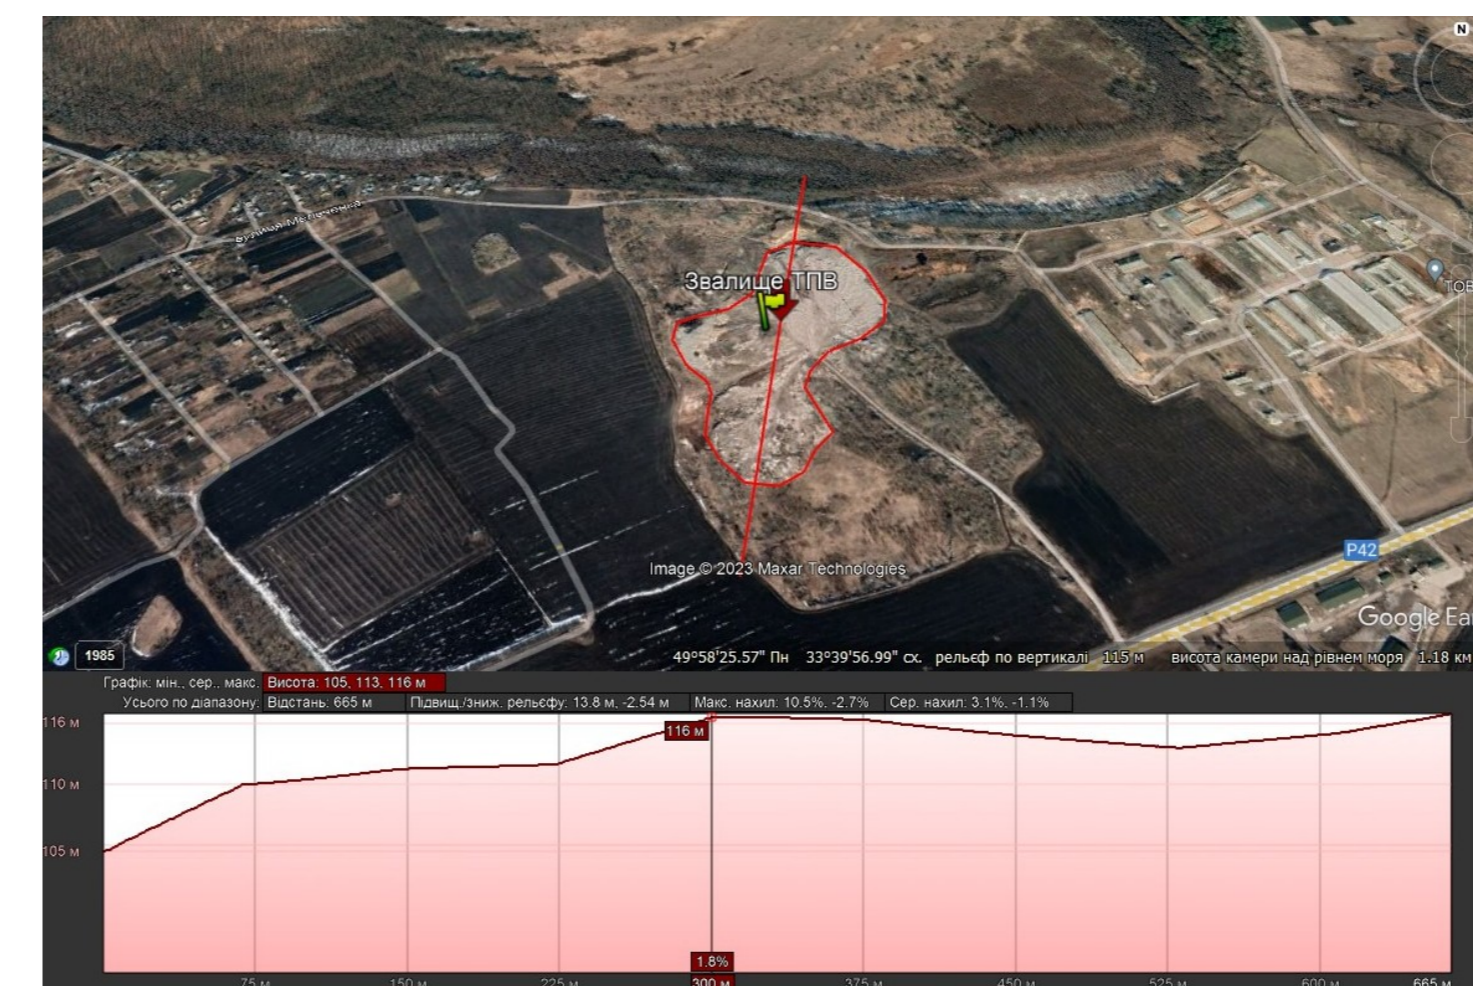 N
Вулиця Мельченка
Звалище ТПВ
ТОВ
P42
Image © 2023 Maxar Technologies
Google Ear
1985
49°58'25.57" Пн 33°39'56.99" сх. рельєф по вертикалі 115 м висота камери над рівнем моря 1.18 км
Графік: мін., сер., макс. Висота: 105, 113, 116 м
Усього по діапазону: Відстань: 665 м Підвищ./зниж. рельєфу: 13.8 м, -2.54 м Макс. нахил: 10.5%, -2.7% Сер. нахил: 3.1%, -1.1%
116 м
116 м
110 м
105 м
1.8%
75 м 150 м 225 м 300 м 375 м 450 м 525 м 600 м 665 м